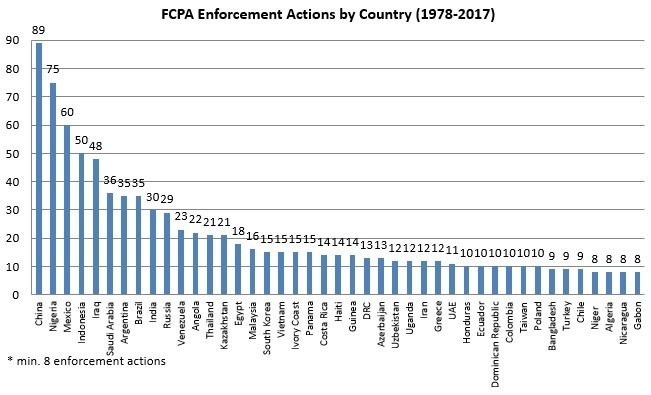 FCPA Enforcement Actions by Country (1978-2017)
90
80
70
60
50
40
30
20
10
0
89
75
60
50
48
36
35
35
30
29
23
22
21
21
18
16
15
15
15
15
14
14
14
13
13
12
12
12
12
11
10
10
10
10
10
10
9
9
9
8
8
8
8
China
Nigeria
Mexico
Indonesia
Iraq
Saudi Arabia
Argentina
Brazil
India
Russia
Venezuela
Angola
Thailand
Kazakhstan
Egypt
Malaysia
South Korea
Vietnam
Ivory Coast
Panama
Costa Rica
Haiti
Guinea
DRC
Azerbaijan
Uzbekistan
Uganda
Iran
Greece
UAE
Honduras
Ecuador
Dominican Republic
Colombia
Taiwan
Poland
Bangladesh
Turkey
Chile
Niger
Algeria
Nicaragua
Gabon
* min. 8 enforcement actions